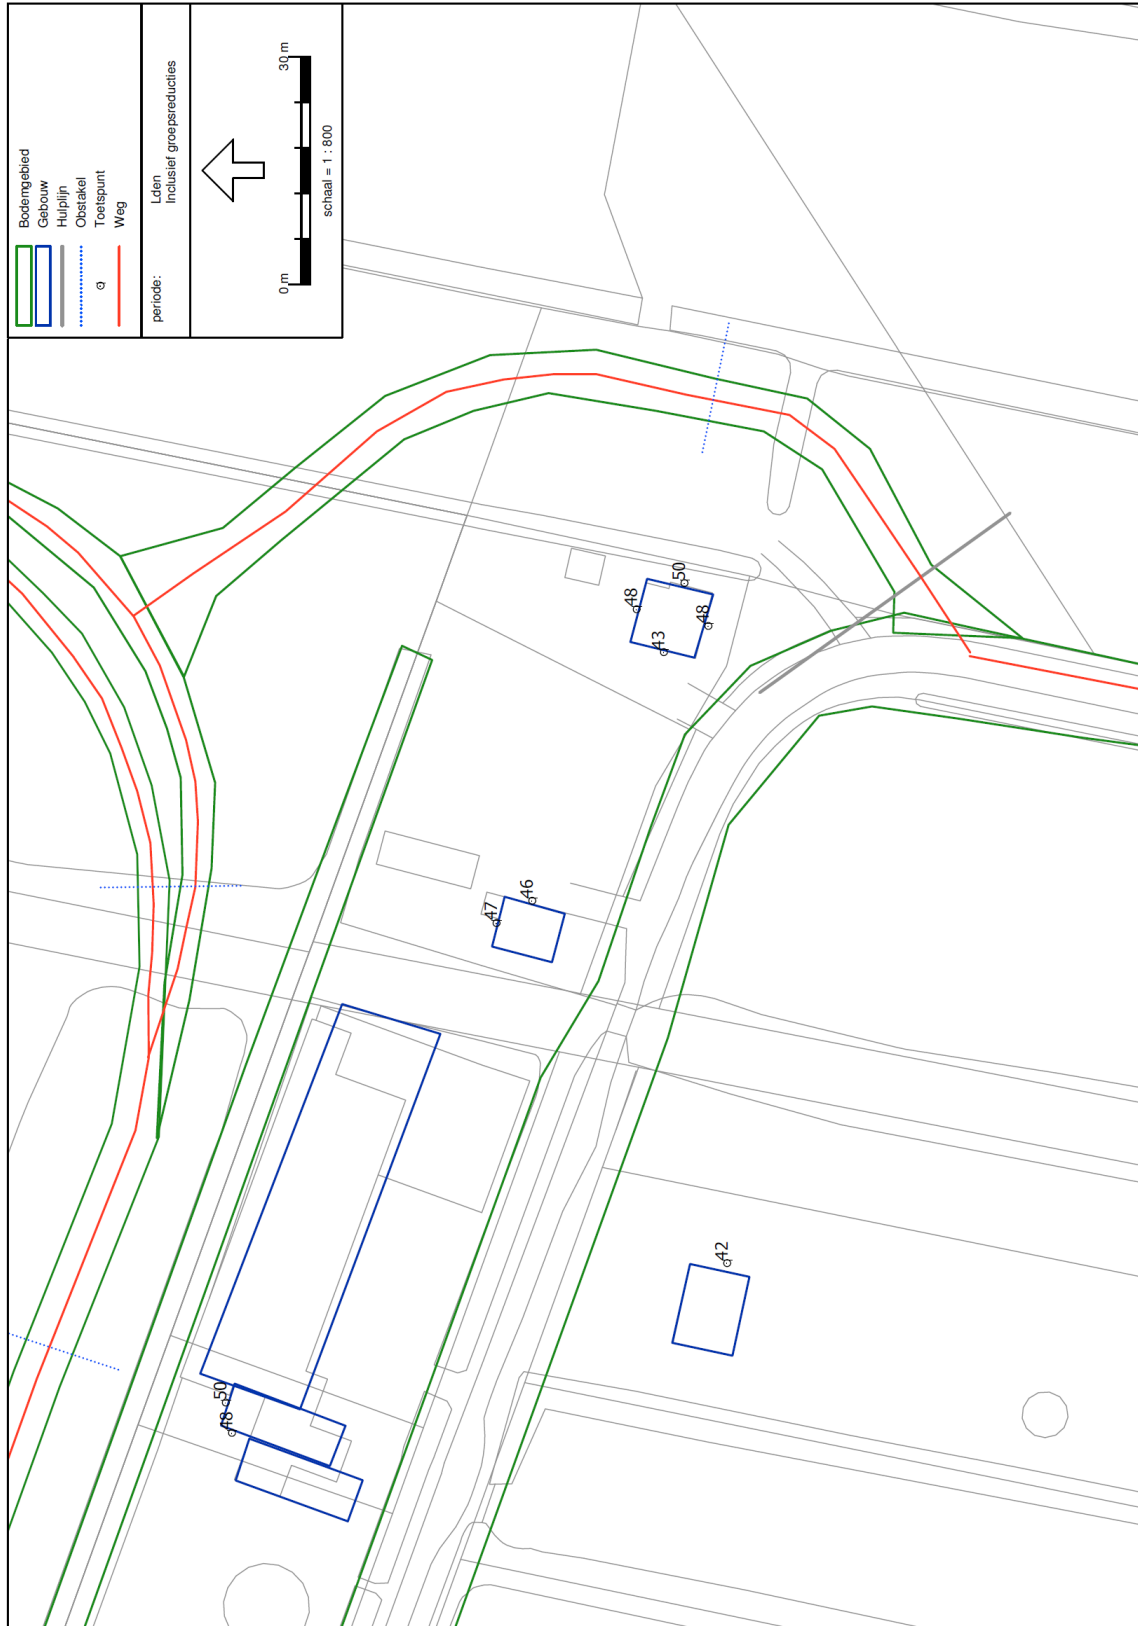 Bodemgebied
Gebouw
Hulplijn
Obstakel
Toetspunt
Weg
periode: Lden
Inclusief groepsreducties
0 m 30 m
schaal = 1 : 800
50
48
48
43
46
47
42
50
48